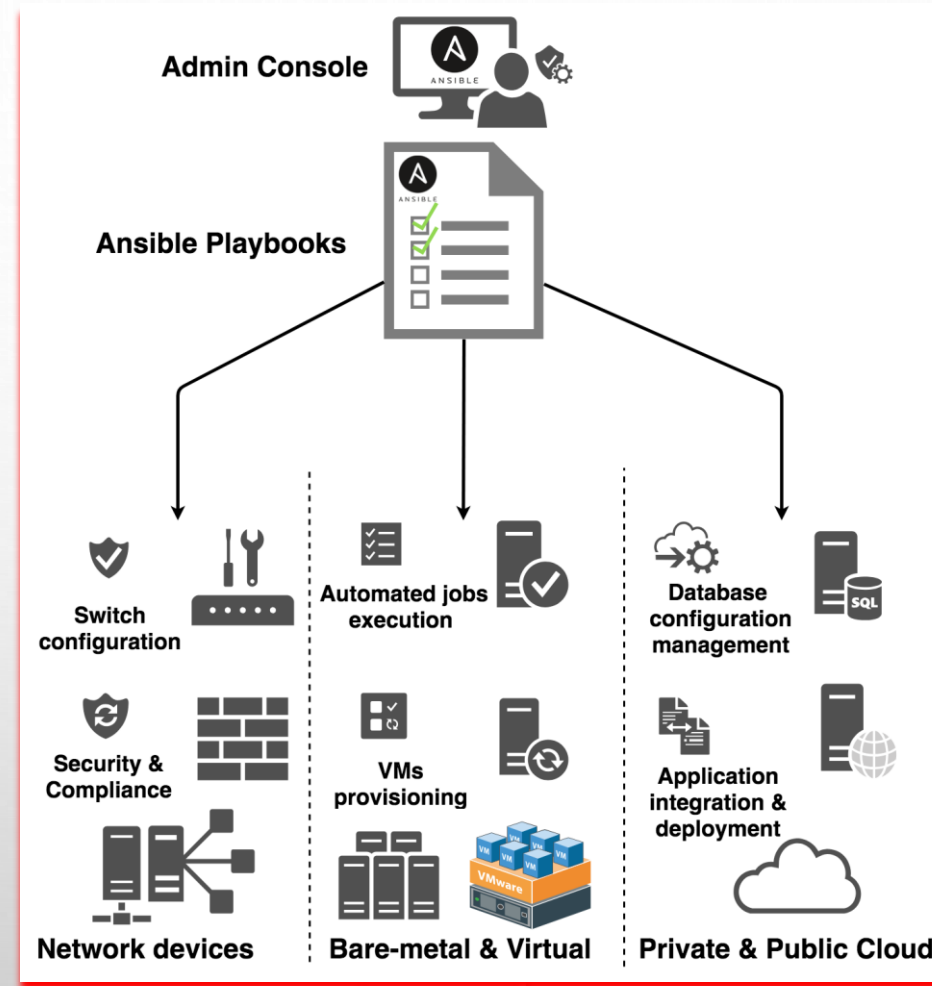 Admin Console
ANSIBLE
ANSIBLE
Ansible Playbooks
Switch
configuration
Automated jobs
execution
Database
configuration
management
SQL
Security &
Compliance
VMs
provisioning
Application
integration &
deployment
VM
VM
VM
VM
VM
VM
VMware
Network devices
Bare-metal & Virtual
Private & Public Cloud